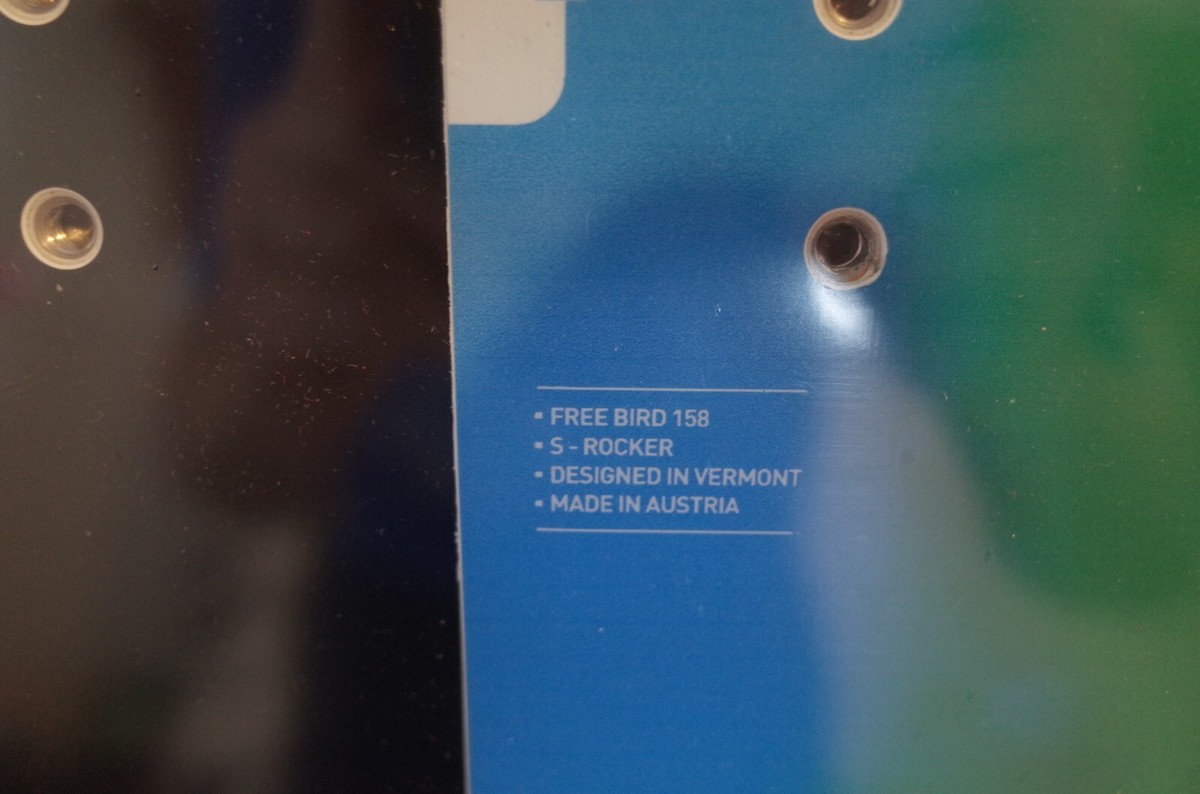 ▪ FREE BIRD 158
▪ S - ROCKER
▪ DESIGNED IN VERMONT
▪ MADE IN AUSTRIA